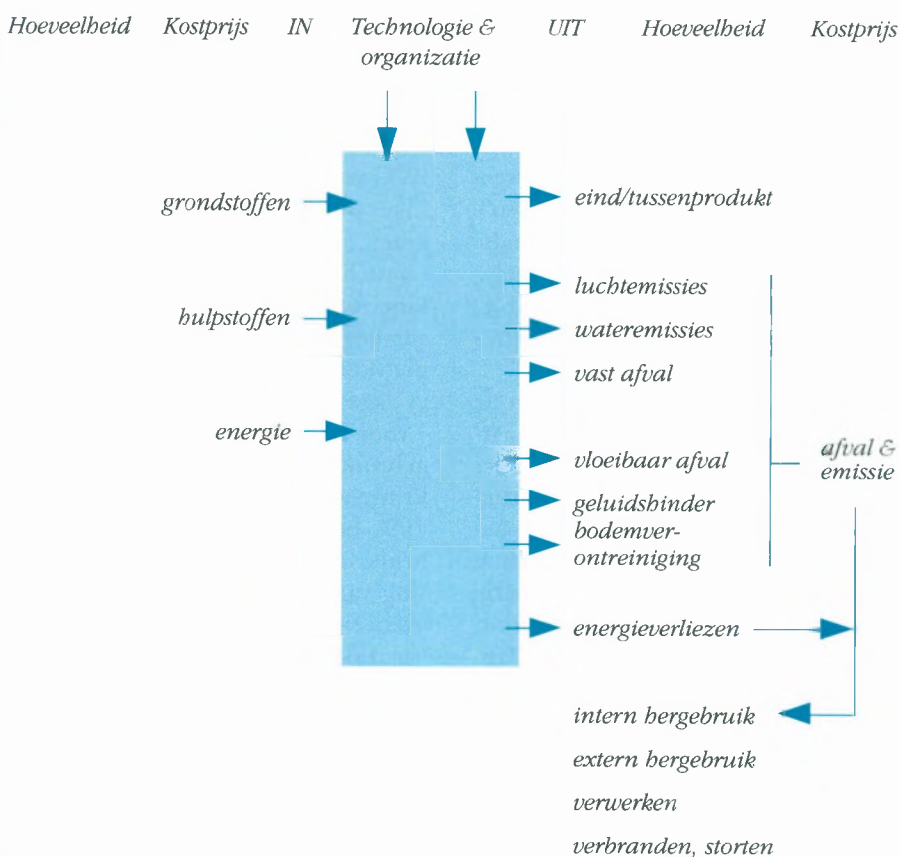 Hoeveelheid Kostprijs IN Technologie & organizatie UIT Hoeveelheid Kostprijs
grondstoffen
eind/tussenprodukt
luchtemissies
hulpstoffen
wateremissies
vast afval
energie
vloeibaar afval
afval &
emissie
geluidshinder
bodemver-
ontreiniging
energieverliezen
intern hergebruik
extern hergebruik
verwerken
verbranden, storten